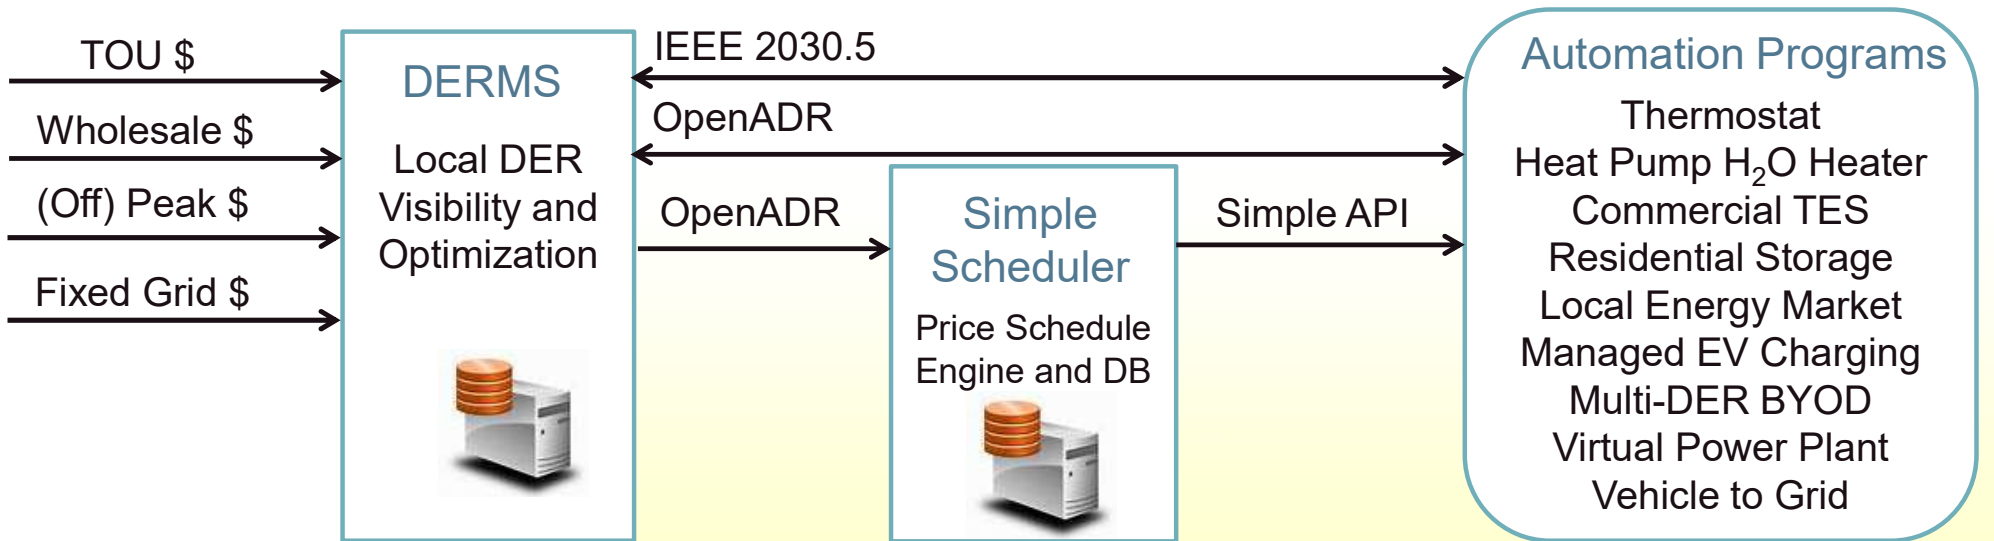 TOU $
Wholesale $
(Off) Peak $
Fixed Grid $
DERMS
Local DER
Visibility and
Optimization
IEEE 2030.5
OpenADR
OpenADR
Simple
Scheduler
Price Schedule
Engine and DB
Simple API
Automation Programs
Thermostat
Heat Pump H₂O Heater
Commercial TES
Residential Storage
Local Energy Market
Managed EV Charging
Multi-DER BYOD
Virtual Power Plant
Vehicle to Grid